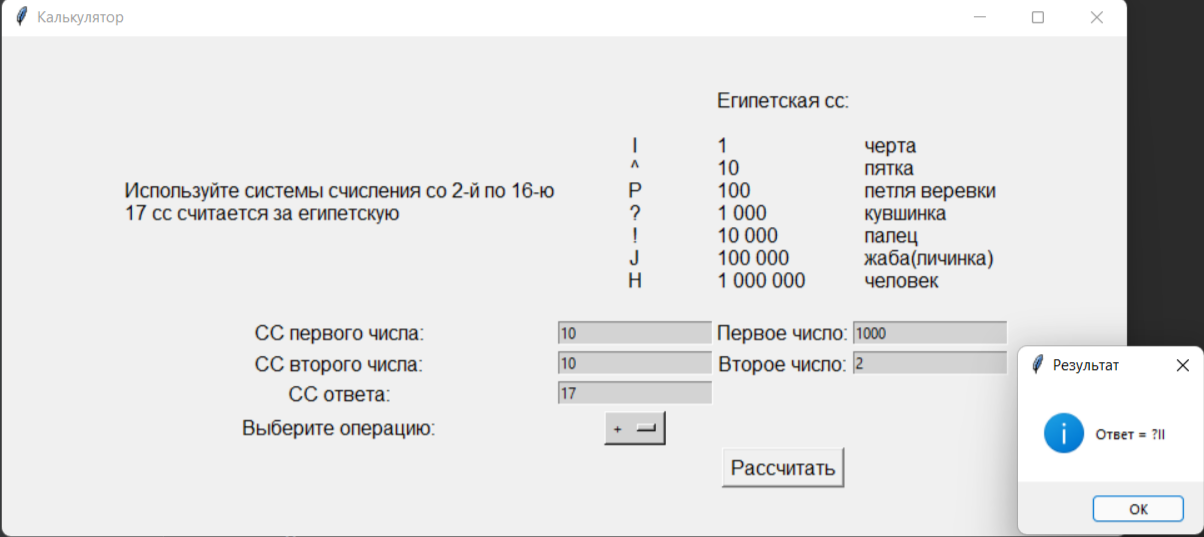 Калькулятор
Египетская сс:
I 1 черта
^ 10 пятка
Используйте системы счисления со 2-й по 16-ю
P 100 петля веревки
17 сс считается за египетскую
? 1 000 кувшинка
! 10 000 палец
J 100 000 жаба(личинка)
H 1 000 000 человек
СС первого числа: 10 Первое число: 1000
СС второго числа: 10 Второе число: 2
СС ответа: 17
Выберите операцию: +
Рассчитать
Результат
Ответ = ?II
ОК